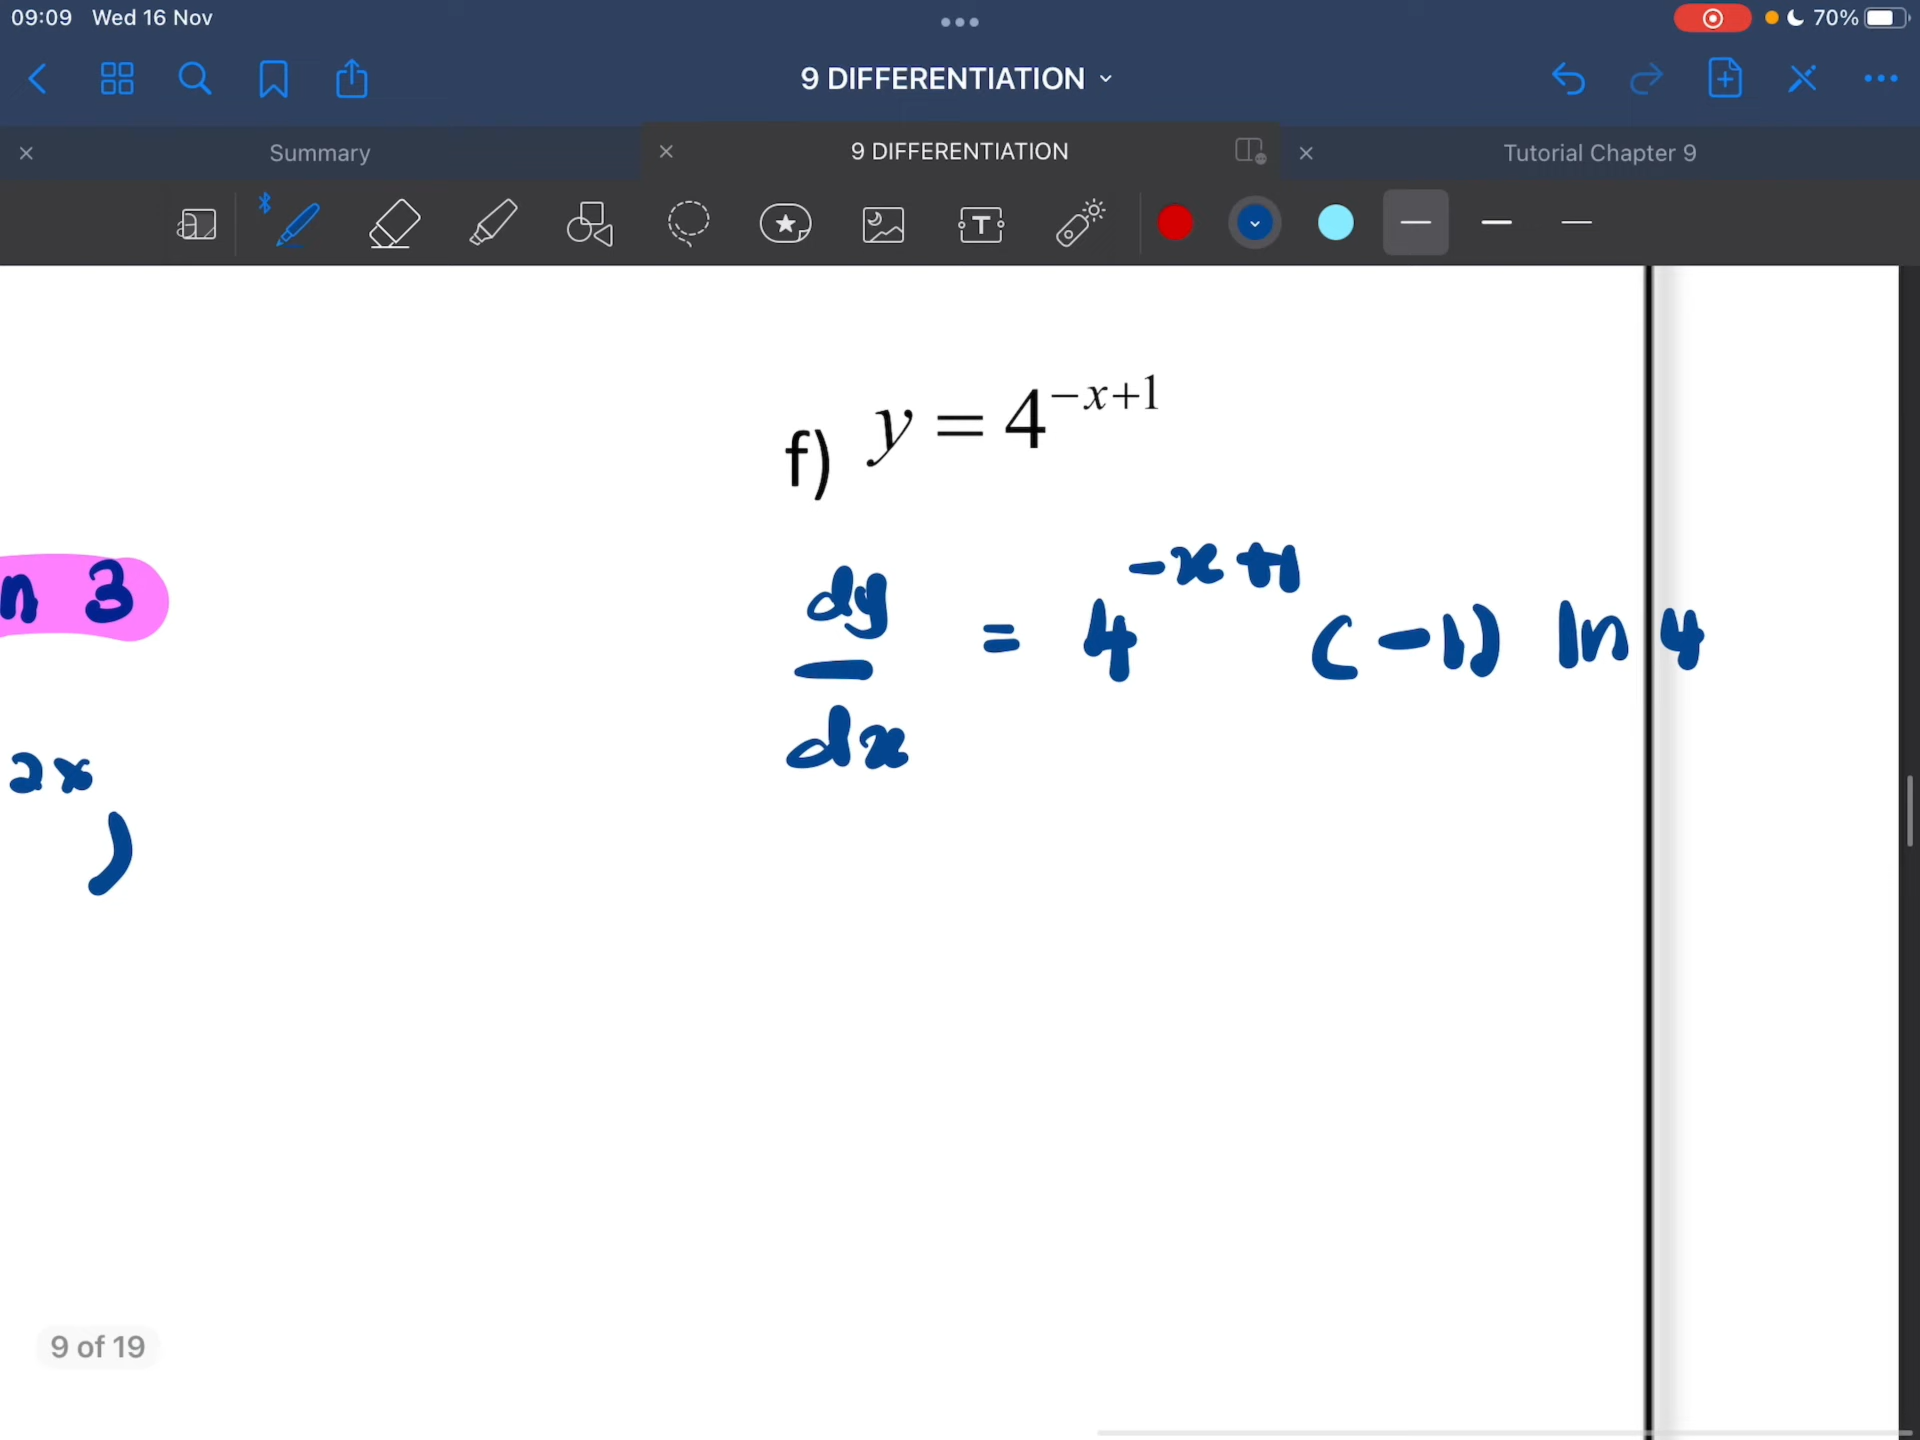 09:09 Wed 16 Nov
70%
9 DIFFERENTIATION
Summary
9 DIFFERENTIATION
Tutorial Chapter 9
f) y = 4^{-x+1}
n 3
dy/dx = 4^{-x+1} (-1) ln 4
2x
)
9 of 19